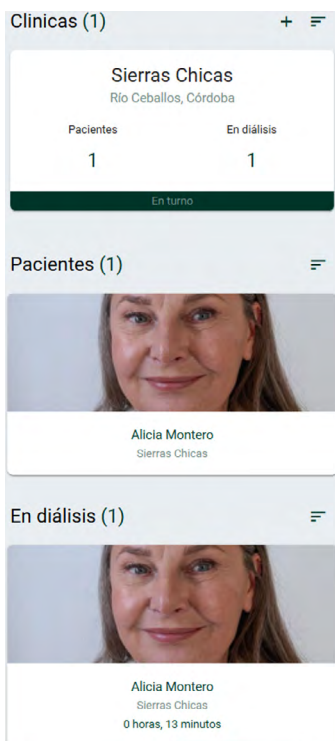 Clinicas (1)
Sierras Chicas
Río Ceballos, Córdoba
Pacientes En diálisis
1 1
En turno
Pacientes (1)
Alicia Montero
Sierras Chicas
En diálisis (1)
Alicia Montero
Sierras Chicas
0 horas, 13 minutos